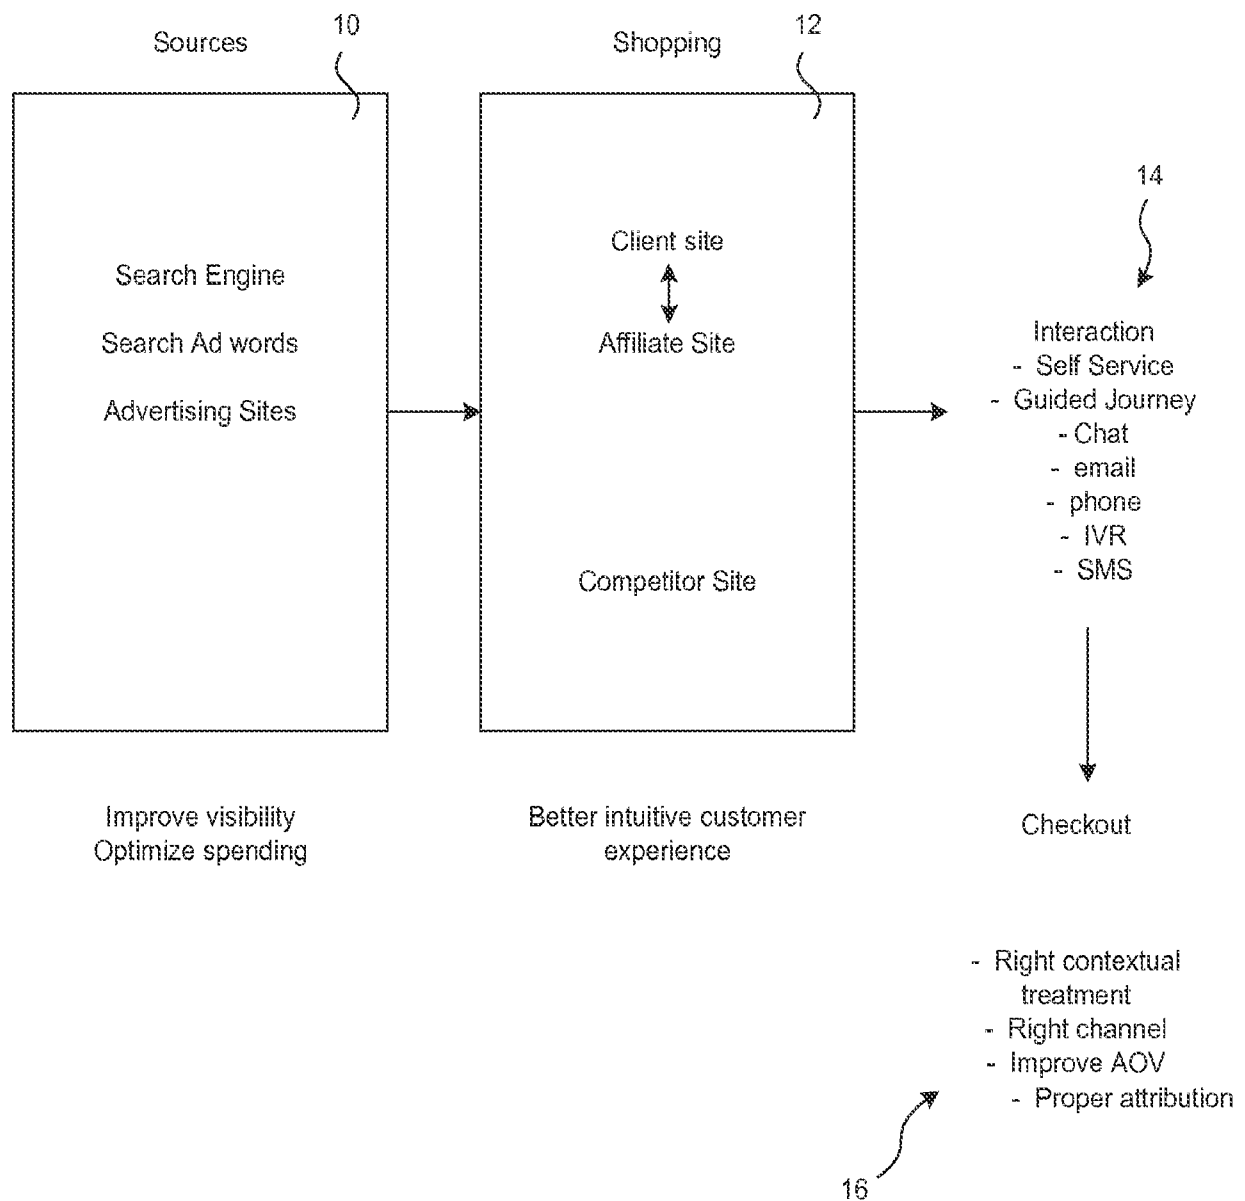 Sources
10
Search Engine
Search Ad words
Advertising Sites
Improve visibility
Optimize spending
Shopping
12
Client site
Affiliate Site
Competitor Site
Better intuitive customer
experience
14
Interaction
- Self Service
- Guided Journey
- Chat
- email
- phone
- IVR
- SMS
Checkout
- Right contextual
treatment
- Right channel
- Improve AOV
- Proper attribution
16